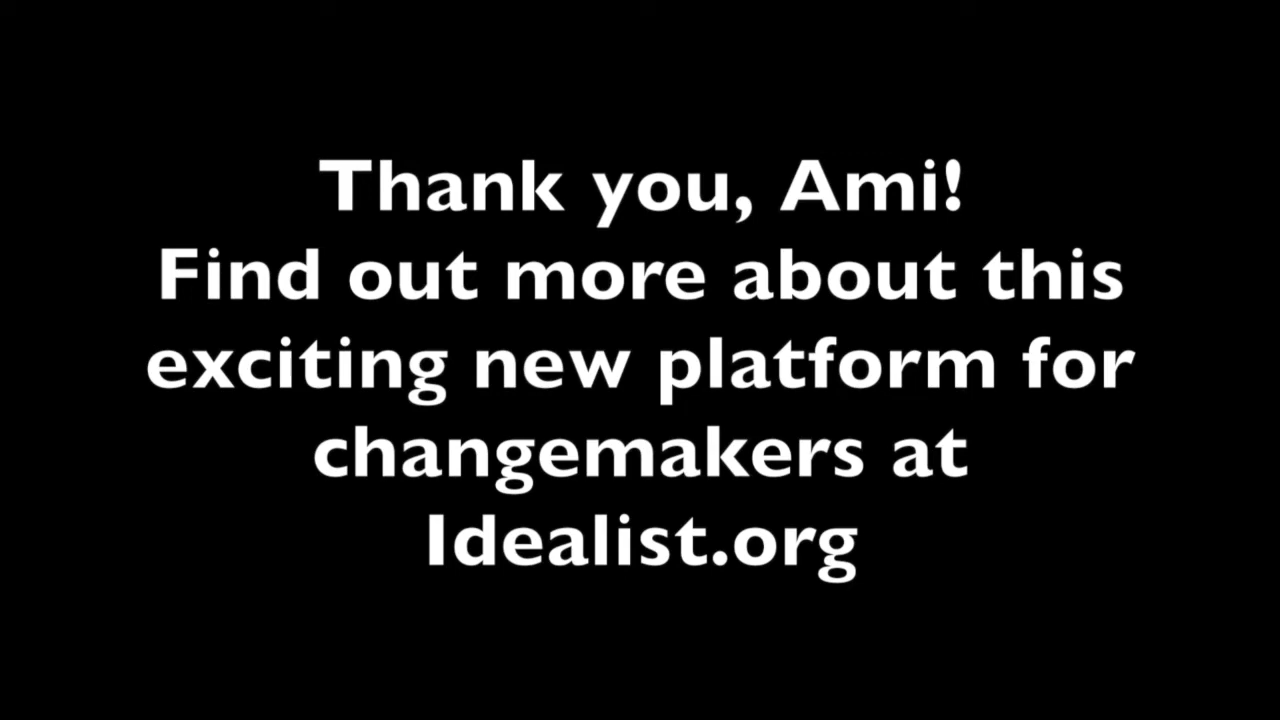 Thank you, Ami!
Find out more about this
exciting new platform for
changemakers at
Idealist.org